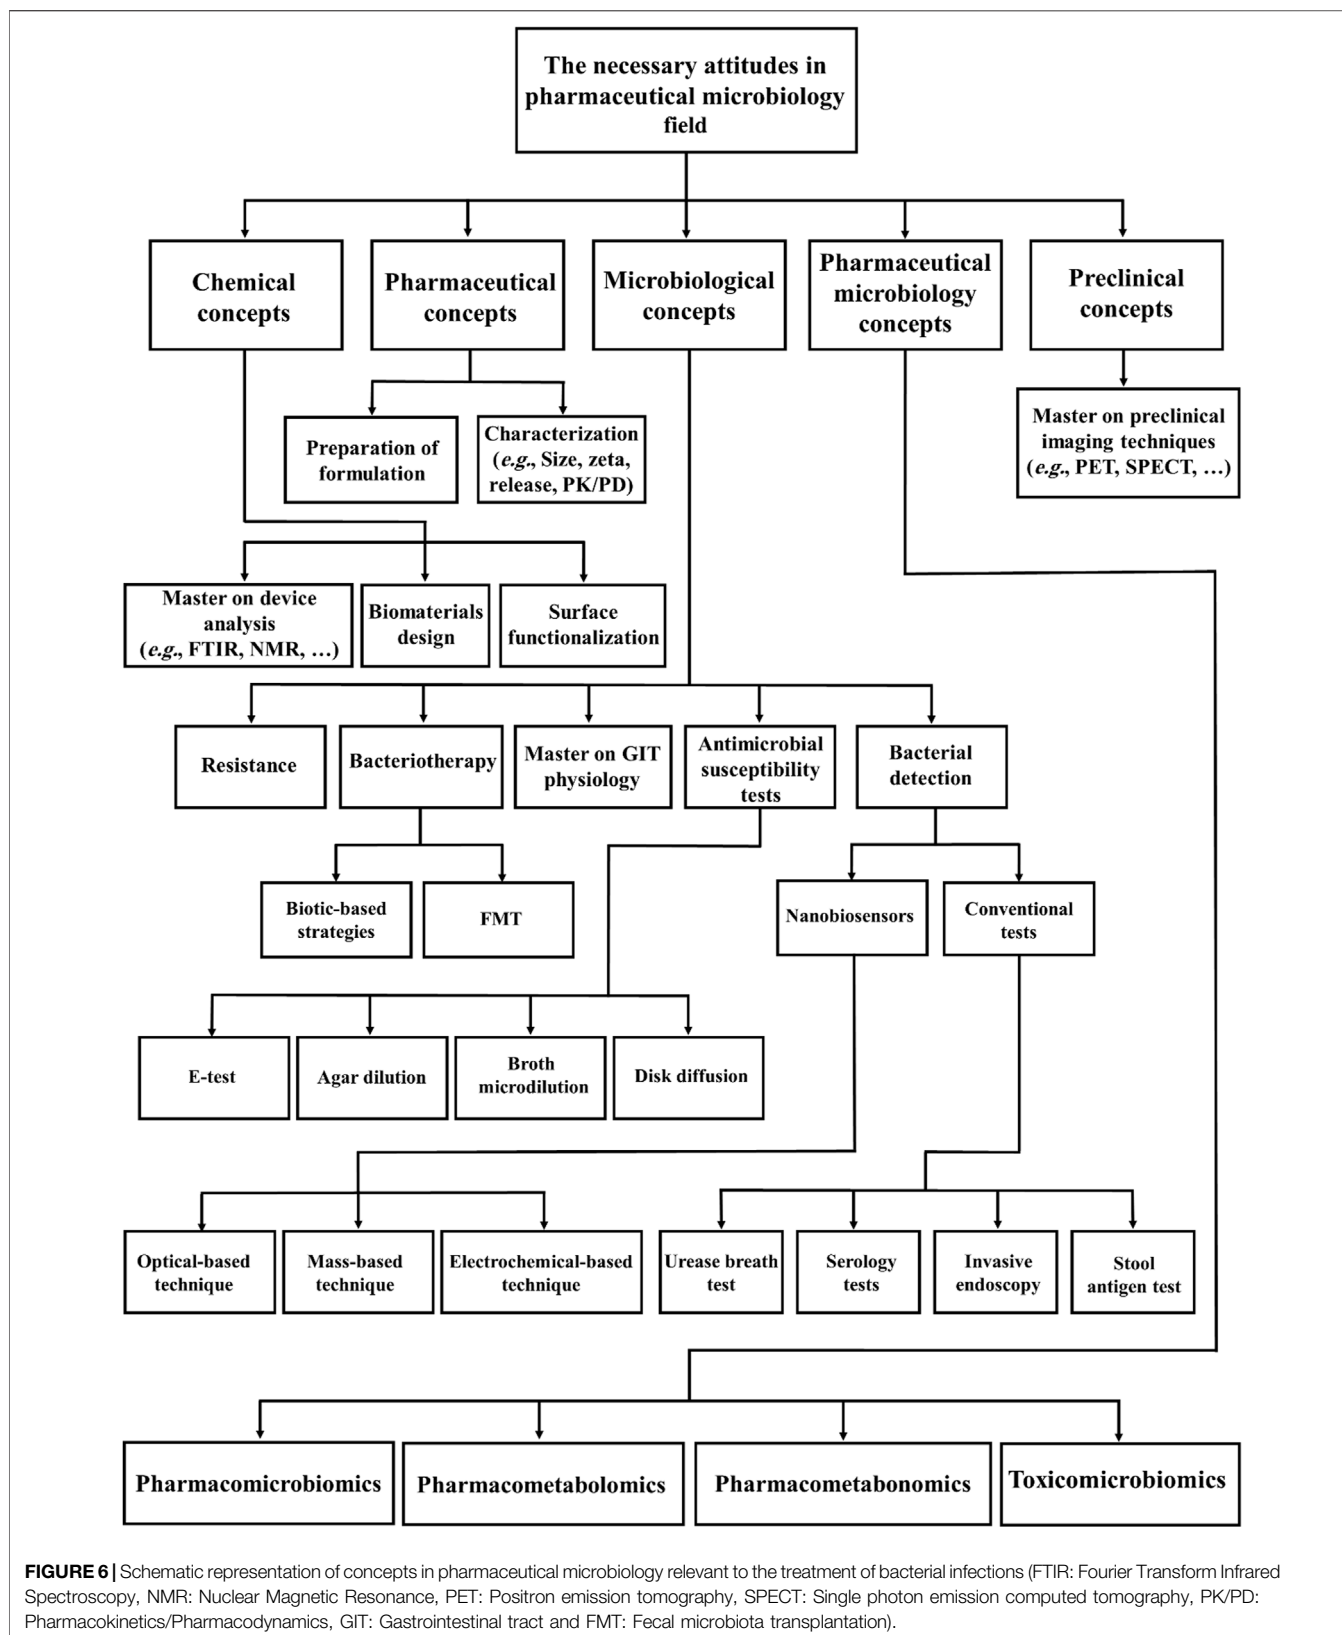 The necessary attitudes in
pharmaceutical microbiology
field
Chemical
concepts
Pharmaceutical
concepts
Microbiological
concepts
Pharmaceutical
microbiology
concepts
Preclinical
concepts
Preparation of
formulation
Characterization
(e.g., Size, zeta,
release, PK/PD)
Master on preclinical
imaging techniques
(e.g., PET, SPECT, …)
Master on device
analysis
(e.g., FTIR, NMR, …)
Biomaterials
design
Surface
functionalization
Resistance
Bacteriotherapy
Master on GIT
physiology
Antimicrobial
susceptibility
tests
Bacterial
detection
Biotic-based
strategies
FMT
Nanobiosensors
Conventional
tests
E-test
Agar dilution
Broth
microdilution
Disk diffusion
Optical-based
technique
Mass-based
technique
Electrochemical-based
technique
Urease breath
test
Serology
tests
Invasive
endoscopy
Stool
antigen test
Pharmacomicrobiomics
Pharmacometabolomics
Pharmacometabonomics
Toxicomicrobiomics
FIGURE 6 | Schematic representation of concepts in pharmaceutical microbiology relevant to the treatment of bacterial infections (FTIR: Fourier Transform Infrared
Spectroscopy, NMR: Nuclear Magnetic Resonance, PET: Positron emission tomography, SPECT: Single photon emission computed tomography, PK/PD:
Pharmacokinetics/Pharmacodynamics, GIT: Gastrointestinal tract and FMT: Fecal microbiota transplantation).